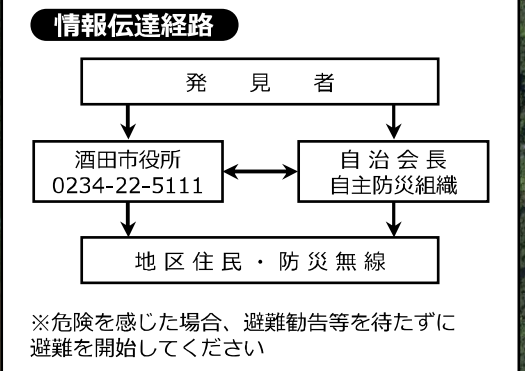 情報伝達経路
発見者
酒田市役所
0234-22-5111
自治会長
自主防災組織
地区住民・防災無線
※危険を感じた場合、避難勧告等を待たずに
避難を開始してください